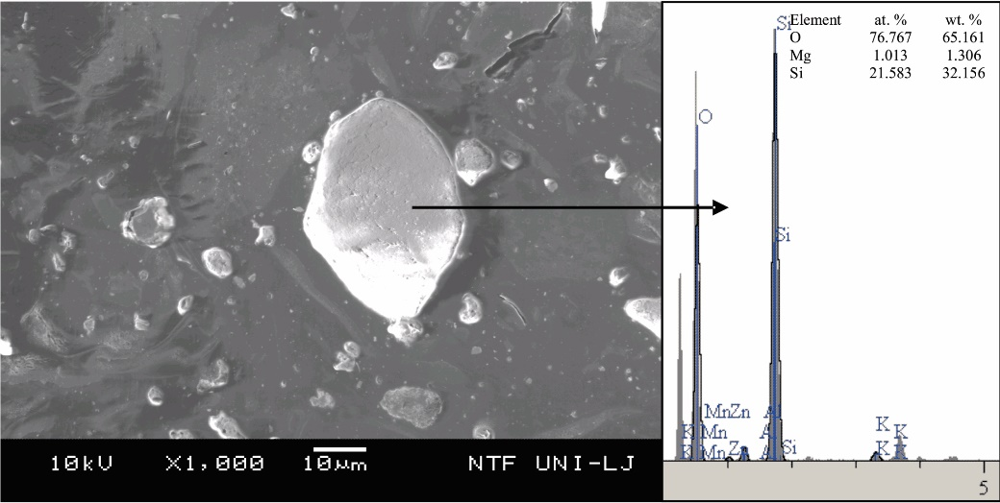 Element at. % wt. %
O 76.767 65.161
Mg 1.013 1.306
Si 21.583 32.156
Si
O
Si
MnZn Al
K Mn Al K K
K Mn Zn Al Si K K
10kV X1,000 10μm NTF UNI-LJ
5